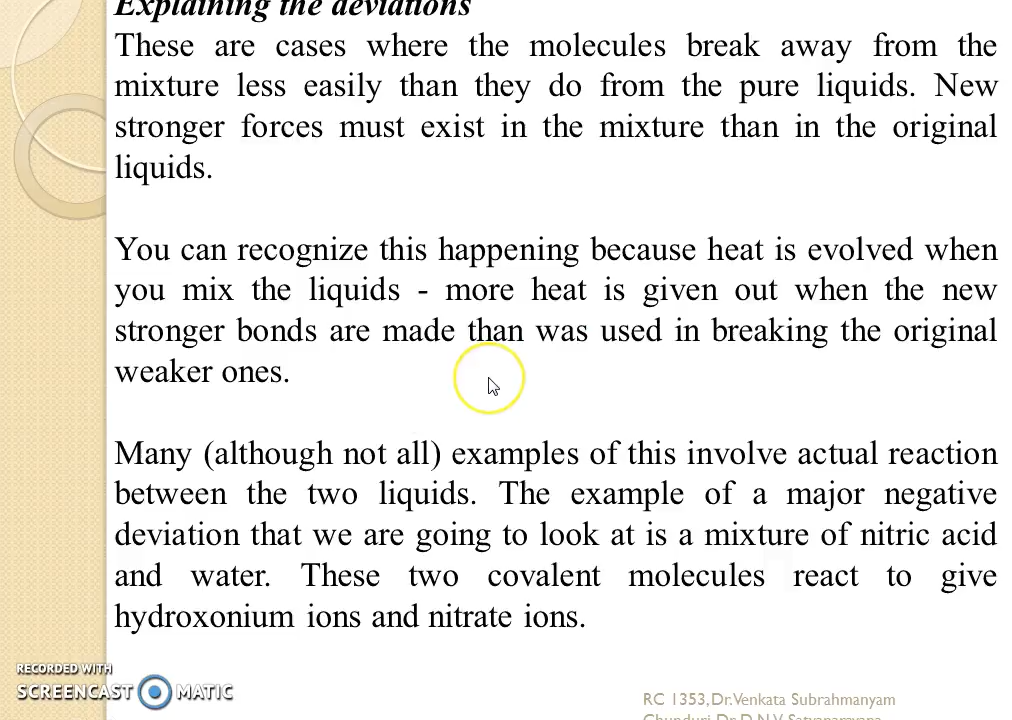 Explaining the deviations
These are cases where the molecules break away from the
mixture less easily than they do from the pure liquids. New
stronger forces must exist in the mixture than in the original
liquids.
You can recognize this happening because heat is evolved when
you mix the liquids - more heat is given out when the new
stronger bonds are made than was used in breaking the original
weaker ones.
Many (although not all) examples of this involve actual reaction
between the two liquids. The example of a major negative
deviation that we are going to look at is a mixture of nitric acid
and water. These two covalent molecules react to give
hydroxonium ions and nitrate ions.
RECORDED WITH
SCREENCAST MATIC
RC 1353,Dr.Venkata Subrahmanyam
Chunduri,Dr.D.N.V. Satyanarayana